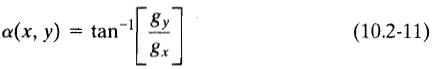 α(x, y) = tan⁻¹[g_y / g_x] (10.2-11)